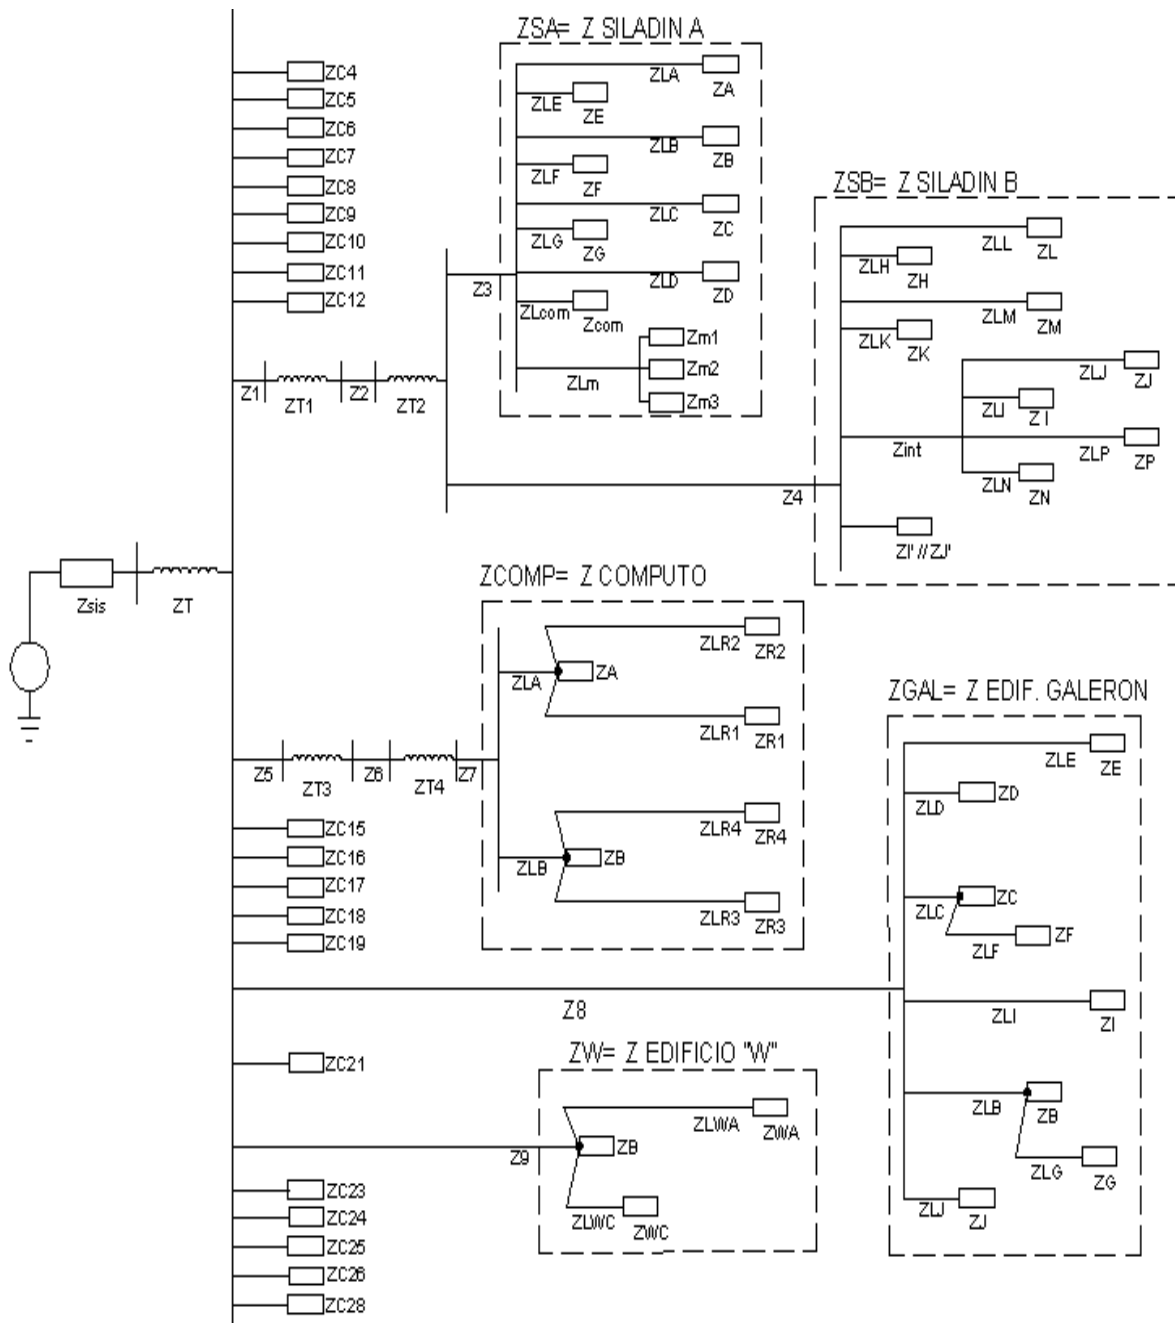 ZSA= Z SILADIN A
ZC4
ZC5
ZC6
ZC7
ZC8
ZC9
ZC10
ZC11
ZC12
ZLA
ZA
ZLE
ZE
ZLB
ZB
ZLF
ZF
ZLC
ZC
ZLG
ZG
ZLD
ZD
ZLcom
Zcom
Zm1
Zm2
Zm3
ZLm
Z3
Z1
ZT1
Z2
ZT2
ZSB= Z SILADIN B
ZLL
ZL
ZLH
ZH
ZLM
ZM
ZLK
ZK
ZLJ
ZJ
ZLI
ZI
Zint
ZLP
ZP
ZLN
ZN
Z4
ZI' // ZJ'
Zsis
ZT
ZCOMP= Z COMPUTO
ZLR2
ZR2
ZLA
ZA
ZLR1
ZR1
Z5
ZT3
Z6
ZT4
Z7
ZLR4
ZR4
ZLB
ZB
ZLR3
ZR3
ZC15
ZC16
ZC17
ZC18
ZC19
ZGAL= Z EDIF. GALERON
ZLE
ZE
ZLD
ZD
ZLC
ZC
ZLF
ZF
Z8
ZLI
ZI
ZLB
ZB
ZLG
ZG
ZLJ
ZJ
ZC21
ZW= Z EDIFICIO "W"
ZLWA
ZWA
Z9
ZB
ZLWC
ZWC
ZC23
ZC24
ZC25
ZC26
ZC28